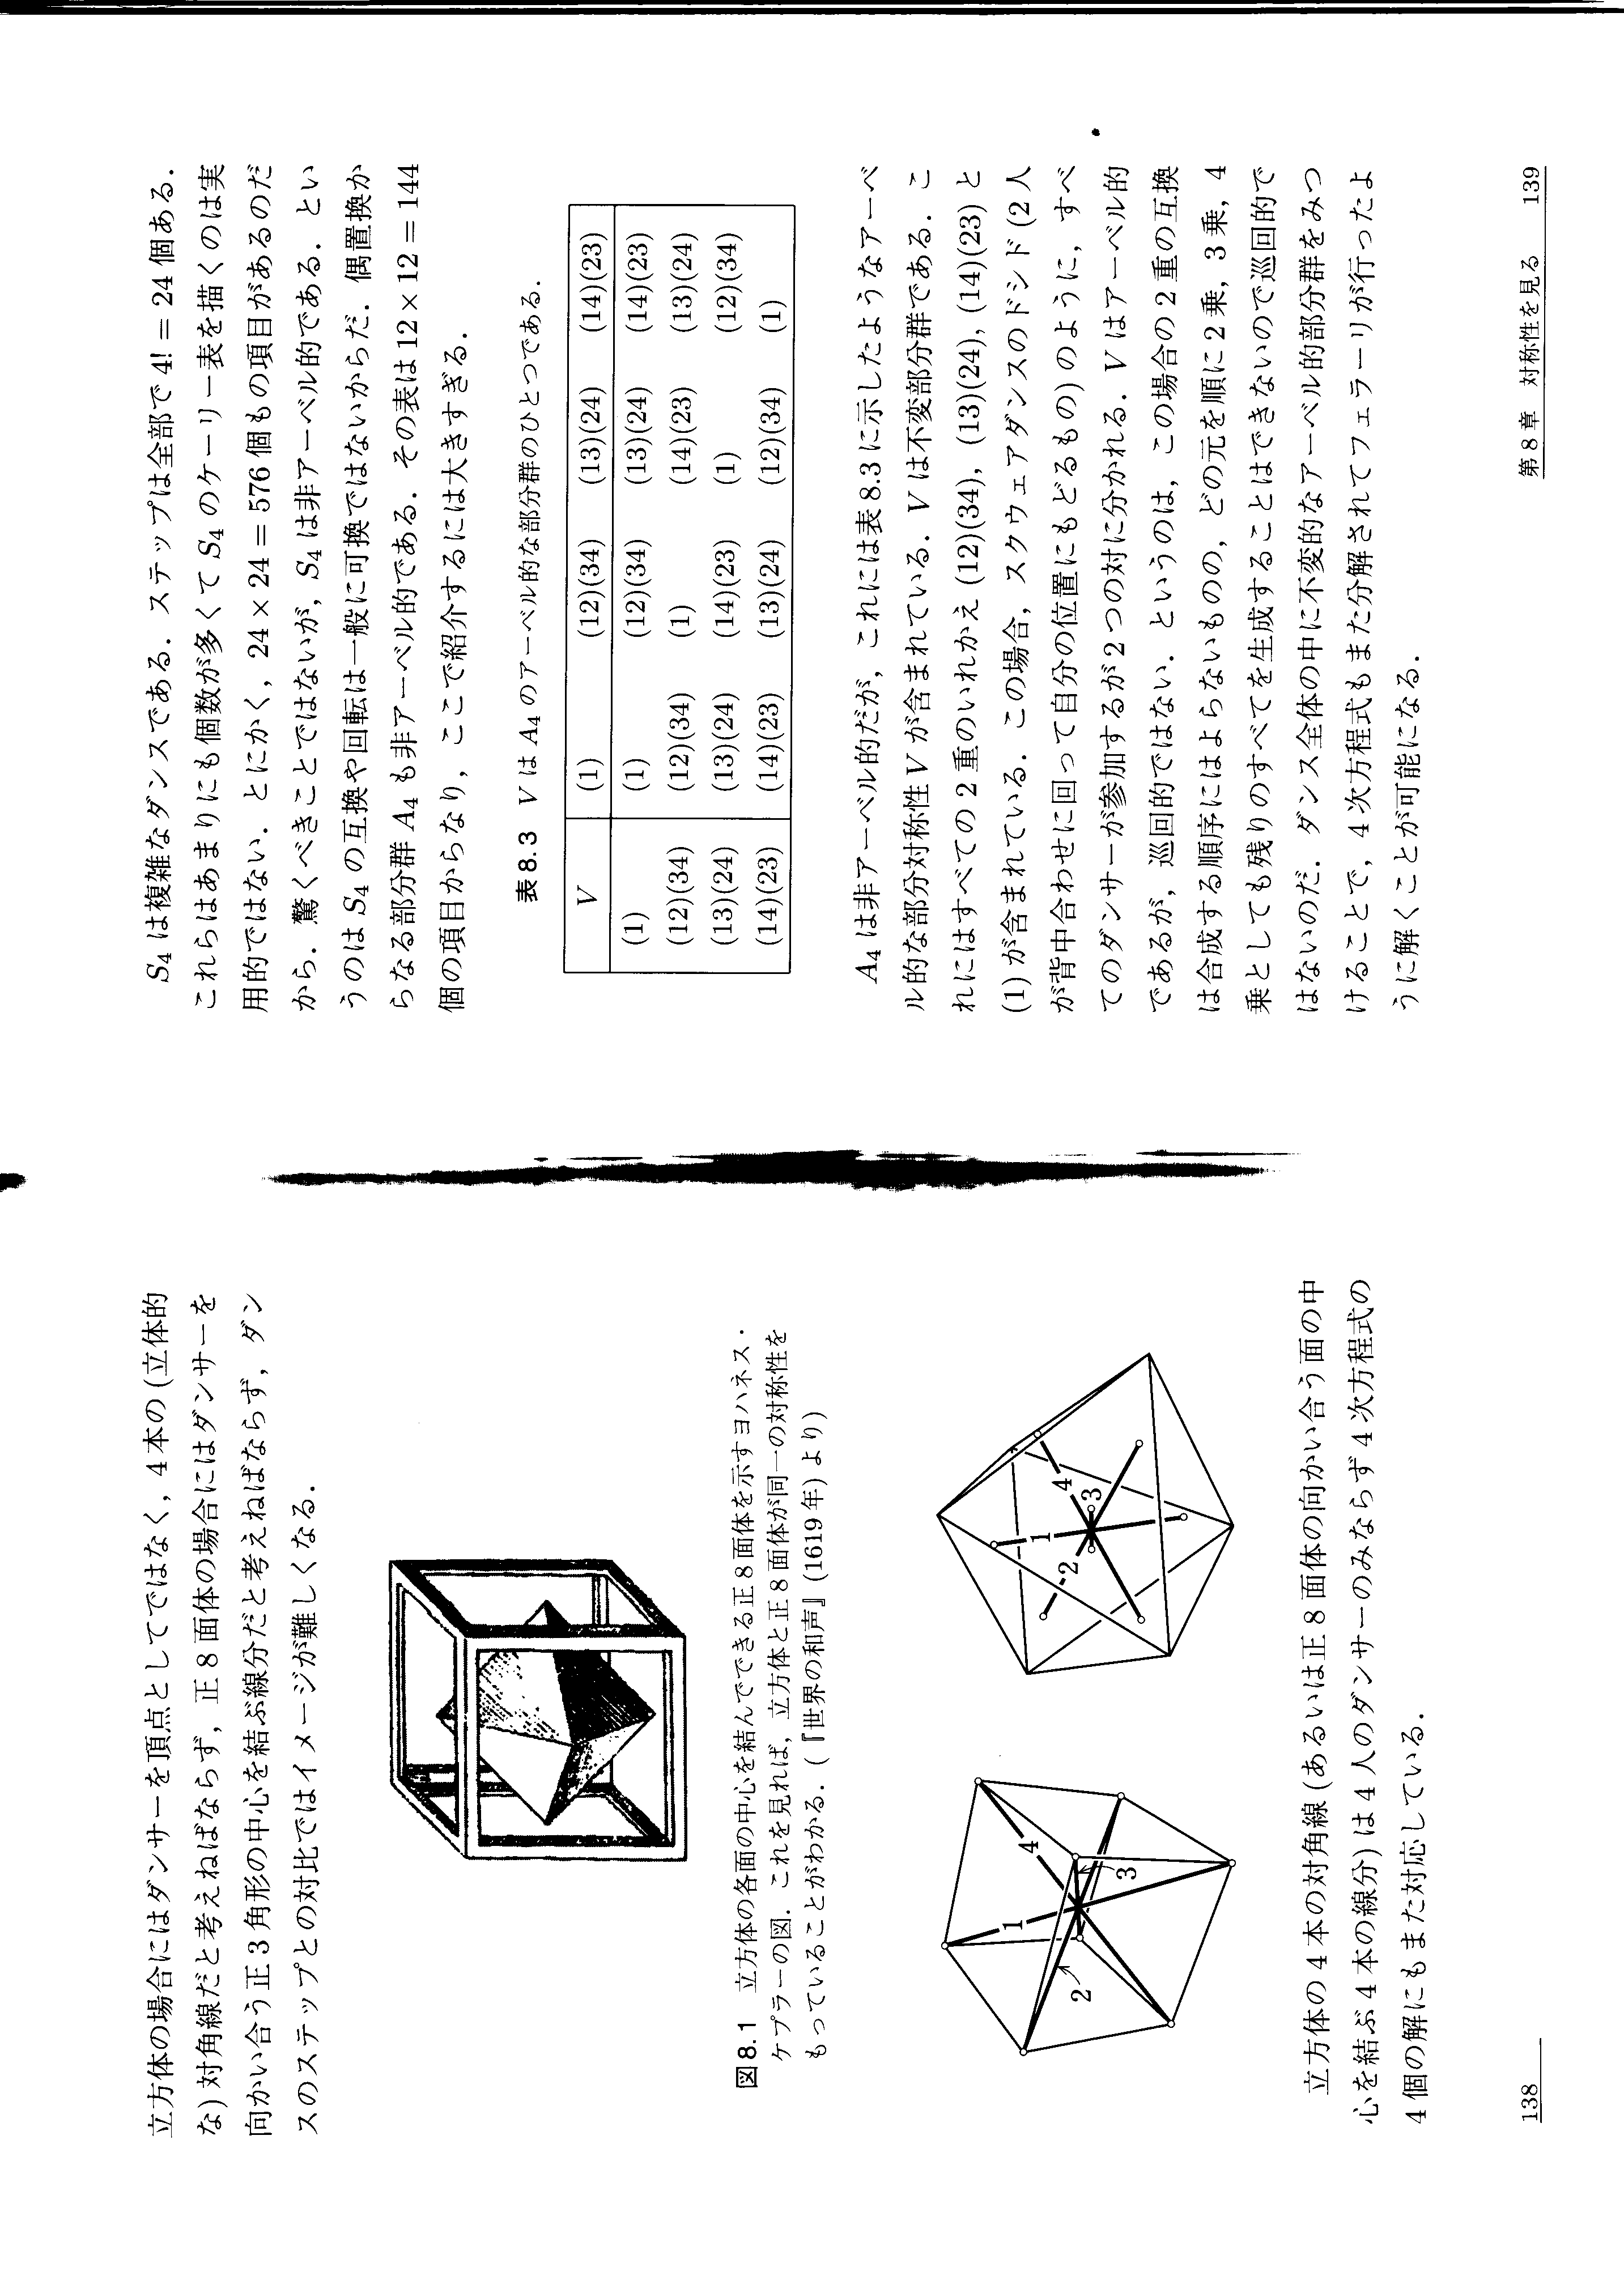 立方体の場合にはダンサーを頂点としてではなく，4本の(立体的
な)対角線だと考えねばならず，正8面体の場合にはダンサーを
向かい合う正3角形の中心を結ぶ線分だと考えねばならず，ダン
スのステップとの対比ではイメージが難しくなる．
図8.1 立方体の各面の中心を結んでできる正8面体を示すヨハネス・
ケプラーの図．これを見れば，立方体と正8面体が同一の対称性を
もっていることがわかる．(『世界の和声』(1619年)より)
1 2 3 4
1 2 3 4
立方体の4本の対角線(あるいは正8面体の向かい合う面の中
心を結ぶ4本の線分)は4人のダンサーのみならず4次方程式の
4個の解にもまた対応している．
138
S4は複雑なダンスである．ステップは全部で4! = 24個ある．
これらはあまりにも個数が多くてS4のケーリー表を描くのは実
用的ではない．とにかく，24 × 24 = 576個もの項目があるのだ
から．驚くべきことではないが，S4は非アーベル的である．とい
うのはS4の互換や回転は一般に可換ではないからだ．偶置換か
らなる部分群A4も非アーベル的である．その表は12 × 12 = 144
個の項目からなり，ここで紹介するには大きすぎる．
表8.3 VはA4のアーベル的な部分群のひとつである．
V (1) (12)(34) (13)(24) (14)(23)
(1) (1) (12)(34) (13)(24) (14)(23)
(12)(34) (12)(34) (1) (14)(23) (13)(24)
(13)(24) (13)(24) (14)(23) (1) (12)(34)
(14)(23) (14)(23) (13)(24) (12)(34) (1)
A4は非アーベル的だが，これには表8.3に示したようなアーベ
ル的な部分対称性Vが含まれている．Vは不変部分群である．こ
れにはすべての2重のいれかえ(12)(34)，(13)(24)，(14)(23)と
(1)が含まれている．この場合，スクウェアダンスのドシド(2人
が背中合わせに回って自分の位置にもどるもの)のように，すべ
てのダンサーが参加するが2つの対に分かれる．Vはアーベル的
であるが，巡回的ではない．というのは，この場合の2重の互換
は合成する順序にはよらないものの，どの元を順に2乗，3乗，4
乗としても残りのすべてを生成することはできないので巡回的で
はないのだ．ダンス全体の中に不変的なアーベル的部分群をみつ
けることで，4次方程式もまた分解されてフェラーリが行ったよ
うに解くことが可能になる．
第8章 対称性を見る 139